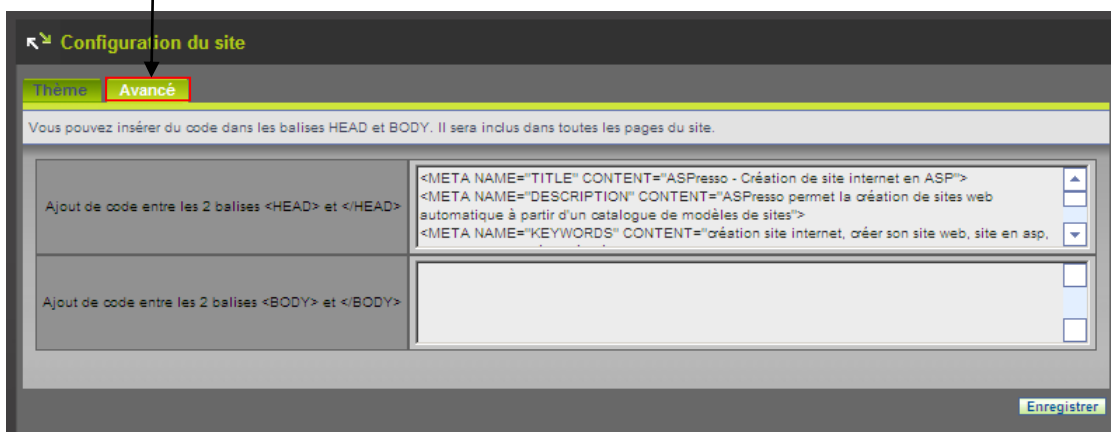 Configuration du site
Thème Avancé
Vous pouvez insérer du code dans les balises HEAD et BODY. Il sera inclus dans toutes les pages du site.
Ajout de code entre les 2 balises <HEAD> et </HEAD>
<META NAME="TITLE" CONTENT="ASPresso - Création de site internet en ASP">
<META NAME="DESCRIPTION" CONTENT="ASPresso permet la création de sites web
automatique à partir d'un catalogue de modèles de sites">
<META NAME="KEYWORDS" CONTENT="création site internet, créer son site web, site en asp,
Ajout de code entre les 2 balises <BODY> et </BODY>
Enregistrer